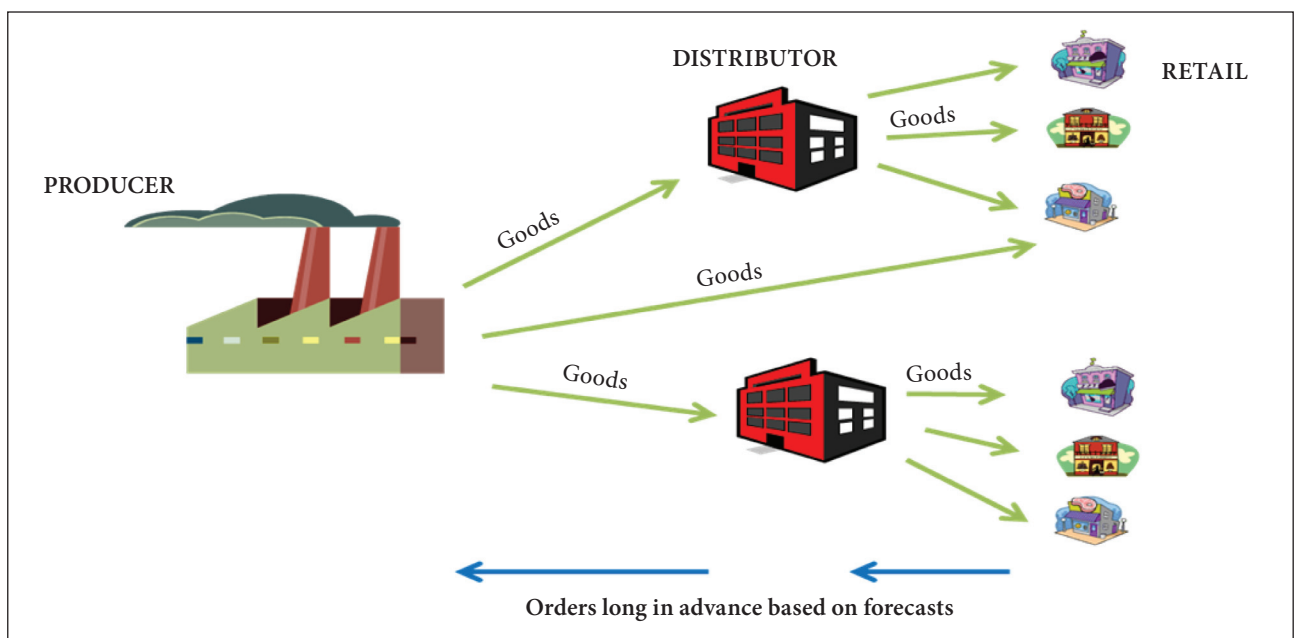 DISTRIBUTOR
RETAIL
Goods
PRODUCER
Goods
Goods
Goods
Goods
Orders long in advance based on forecasts